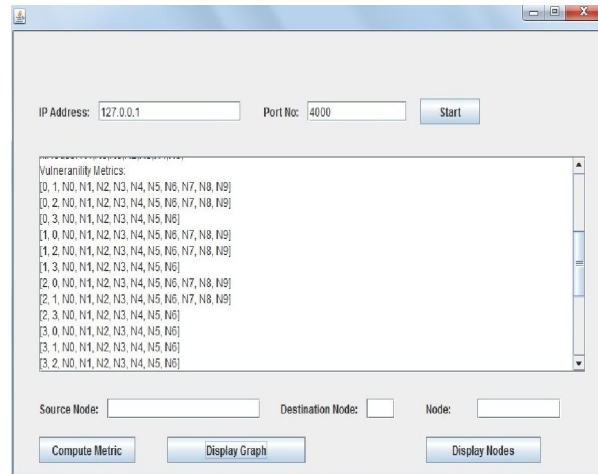 IP Address: 127.0.0.1 Port No: 4000 Start
Vulneranility Metrics:
[0, 1, N0, N1, N2, N3, N4, N5, N6, N7, N8, N9]
[0, 2, N0, N1, N2, N3, N4, N5, N6, N7, N8, N9]
[0, 3, N0, N1, N2, N3, N4, N5, N6]
[1, 0, N0, N1, N2, N3, N4, N5, N6, N7, N8, N9]
[1, 2, N0, N1, N2, N3, N4, N5, N6, N7, N8, N9]
[1, 3, N0, N1, N2, N3, N4, N5, N6]
[2, 0, N0, N1, N2, N3, N4, N5, N6, N7, N8, N9]
[2, 1, N0, N1, N2, N3, N4, N5, N6, N7, N8, N9]
[2, 3, N0, N1, N2, N3, N4, N5, N6]
[3, 0, N0, N1, N2, N3, N4, N5, N6]
[3, 1, N0, N1, N2, N3, N4, N5, N6]
[3, 2, N0, N1, N2, N3, N4, N5, N6]
Source Node: Destination Node: Node:
Compute Metric Display Graph Display Nodes